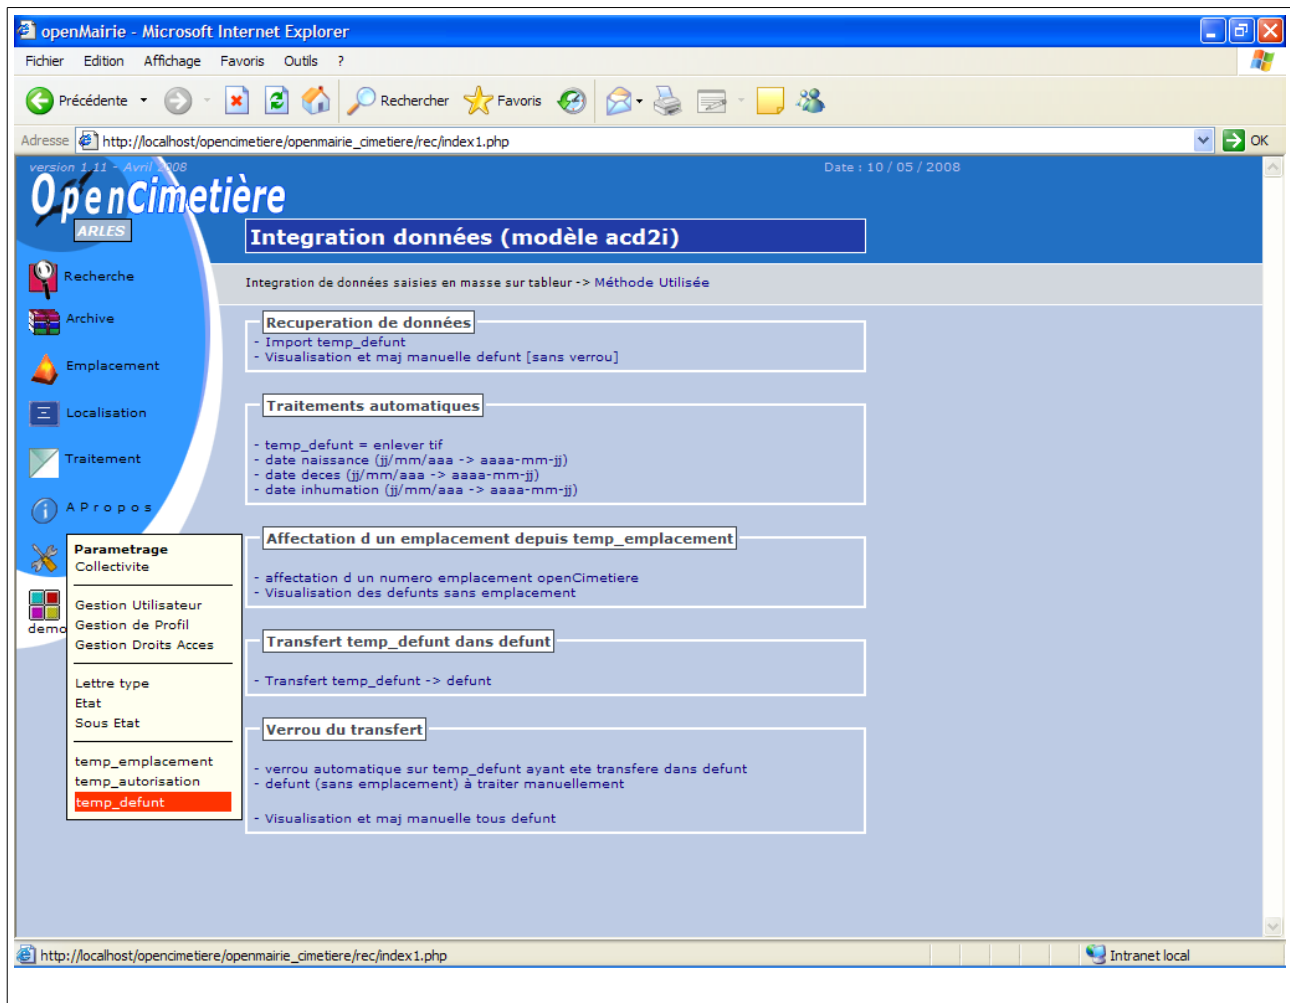 openMairie - Microsoft Internet Explorer
Fichier Edition Affichage Favoris Outils ?
Précédente Rechercher Favoris
Adresse http://localhost/opencimetiere/openmairie_cimetiere/rec/index1.php OK
version 1.11 - Avril 2008 Date : 10 / 05 / 2008
OpenCimetière
ARLES
Integration données (modèle acd2i)
Recherche
Integration de données saisies en masse sur tableur -> Méthode Utilisée
Archive
Emplacement
Localisation
Traitement
A P r o p o s
demo
Recuperation de données
- Import temp_defunt
- Visualisation et maj manuelle defunt [sans verrou]
Traitements automatiques
- temp_defunt = enlever tif
- date naissance (jj/mm/aaa -> aaaa-mm-jj)
- date deces (jj/mm/aaa -> aaaa-mm-jj)
- date inhumation (jj/mm/aaa -> aaaa-mm-jj)
Affectation d un emplacement depuis temp_emplacement
- affectation d un numero emplacement openCimetiere
- Visualisation des defunts sans emplacement
Transfert temp_defunt dans defunt
- Transfert temp_defunt -> defunt
Verrou du transfert
- verrou automatique sur temp_defunt ayant ete transfere dans defunt
- defunt (sans emplacement) à traiter manuellement
- Visualisation et maj manuelle tous defunt
Parametrage
Collectivite
Gestion Utilisateur
Gestion de Profil
Gestion Droits Acces
Lettre type
Etat
Sous Etat
temp_emplacement
temp_autorisation
temp_defunt
http://localhost/opencimetiere/openmairie_cimetiere/rec/index1.php Intranet local